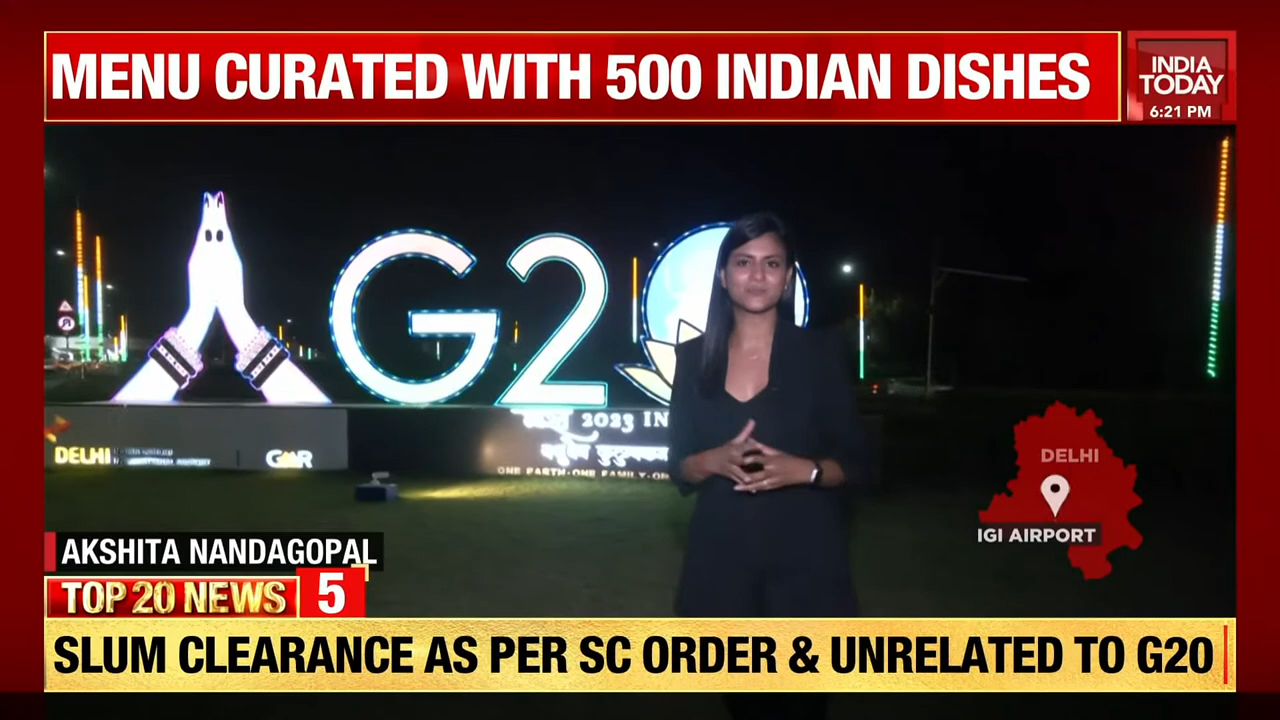 MENU CURATED WITH 500 INDIAN DISHES
INDIA
TODAY
6:21 PM
G20
2023 IN
ONE EARTH·ONE FAMILY·O
DELHI
GMR
DELHI
IGI AIRPORT
AKSHITA NANDAGOPAL
TOP 20 NEWS 5
SLUM CLEARANCE AS PER SC ORDER & UNRELATED TO G20